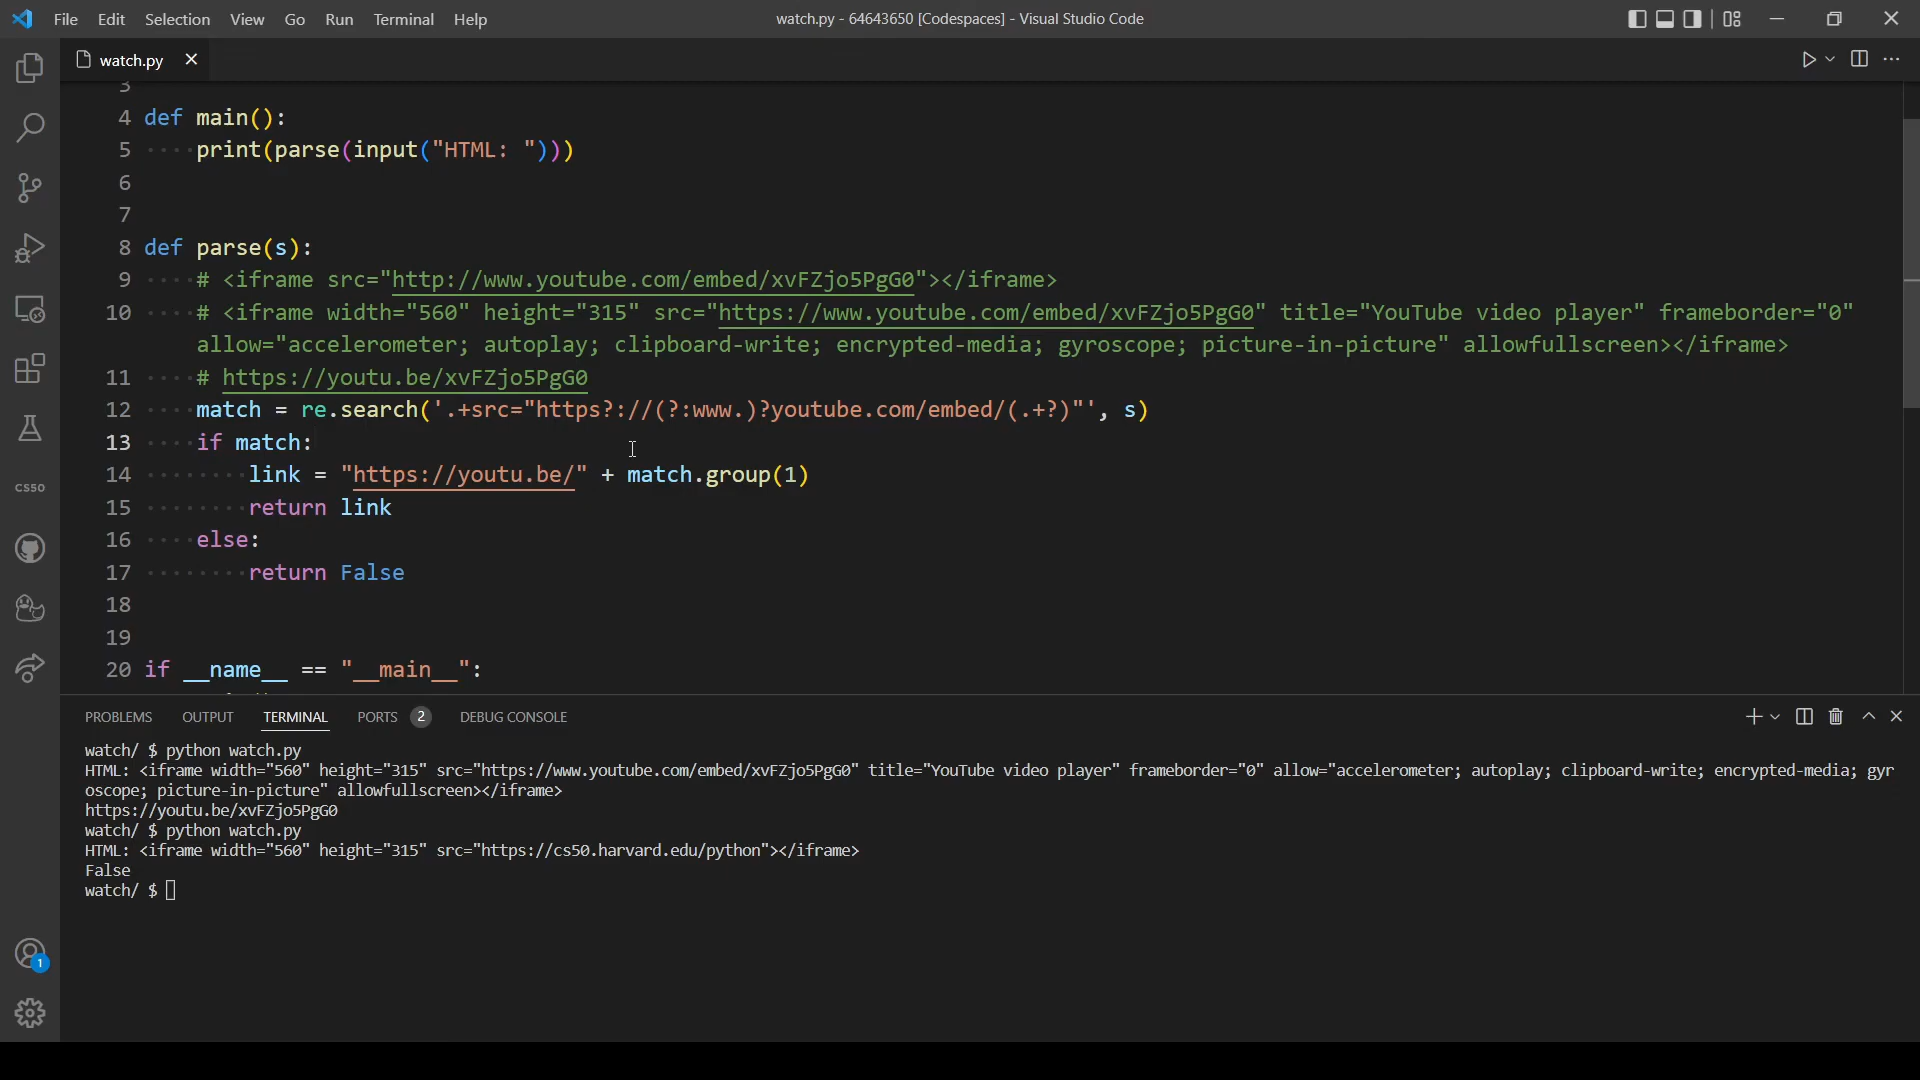 File Edit Selection View Go Run Terminal Help
watch.py - 64643650 [Codespaces] - Visual Studio Code
watch.py
3
4 def main():
5 ····print(parse(input("HTML: ")))
6
7
8 def parse(s):
9 ····# <iframe src="http://www.youtube.com/embed/xvFZjo5PgG0"></iframe>
10 ····# <iframe width="560" height="315" src="https://www.youtube.com/embed/xvFZjo5PgG0" title="YouTube video player" frameborder="0"
allow="accelerometer; autoplay; clipboard-write; encrypted-media; gyroscope; picture-in-picture" allowfullscreen></iframe>
11 ····# https://youtu.be/xvFZjo5PgG0
12 ····match = re.search('.+src="https?://(?:www.)?youtube.com/embed/(.+?)"', s)
13 ····if match:
14 ········link = "https://youtu.be/" + match.group(1)
15 ········return link
16 ····else:
17 ········return False
18
19
20 if __name__ == "__main__":
CS50
PROBLEMS OUTPUT TERMINAL PORTS 2 DEBUG CONSOLE
watch/ $ python watch.py
HTML: <iframe width="560" height="315" src="https://www.youtube.com/embed/xvFZjo5PgG0" title="YouTube video player" frameborder="0" allow="accelerometer; autoplay; clipboard-write; encrypted-media; gyr
oscope; picture-in-picture" allowfullscreen></iframe>
https://youtu.be/xvFZjo5PgG0
watch/ $ python watch.py
HTML: <iframe width="560" height="315" src="https://cs50.harvard.edu/python"></iframe>
False
watch/ $
1